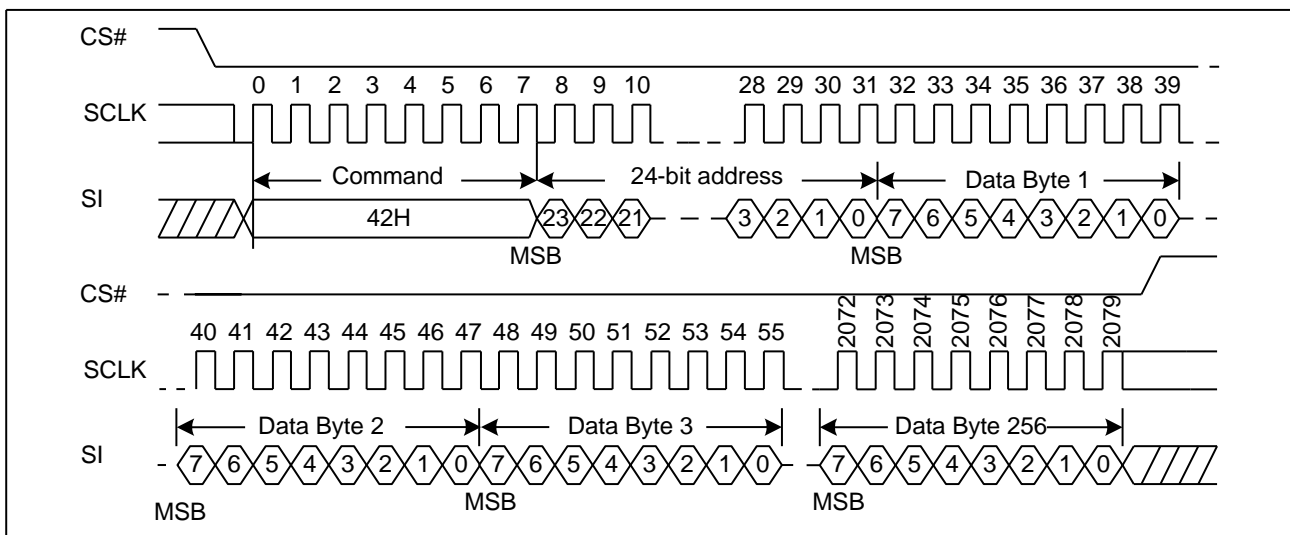 CS#
0 1 2 3 4 5 6 7 8 9 10 28 29 30 31 32 33 34 35 36 37 38 39
SCLK
Command 24-bit address Data Byte 1
SI
42H 23 22 21 3 2 1 0 7 6 5 4 3 2 1 0
MSB MSB
CS#
2072 2073 2074 2075 2076 2077 2078 2079
40 41 42 43 44 45 46 47 48 49 50 51 52 53 54 55
SCLK
Data Byte 2 Data Byte 3 Data Byte 256
SI
7 6 5 4 3 2 1 0 7 6 5 4 3 2 1 0 7 6 5 4 3 2 1 0
MSB MSB MSB